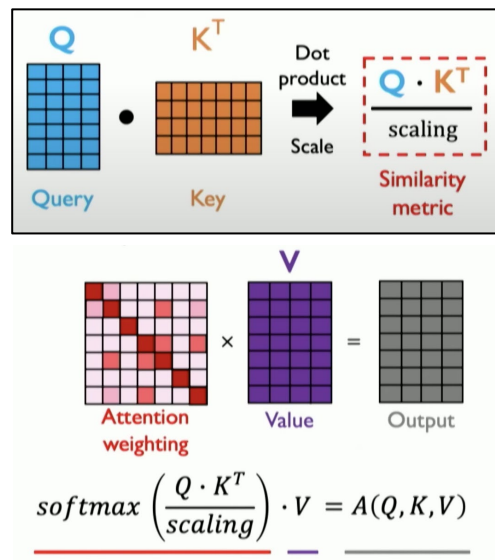 Q K^T
Dot product
Scale
Q · K^T
scaling
Query Key
Similarity metric
V
×
=
Attention weighting
Value
Output
softmax (Q · K^T / scaling) · V = A(Q, K, V)